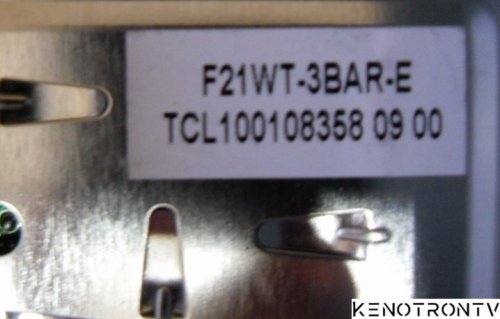 F21WT-3BAR-E
TCL100108358 09 00
KENOTRONTV